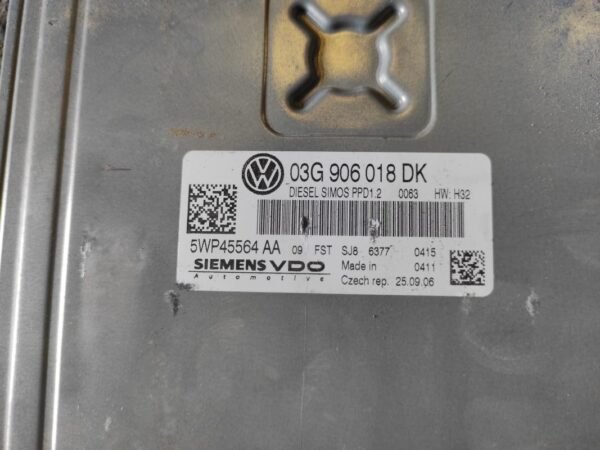 03G 906 018 DK
DIESEL SIMOS PPD1.2 0063 HW: H32
5WP45564 AA 09 FST SJ8 6377 0415
SIEMENS VDO Made in 0411
Automotive Czech rep. 25.09.06